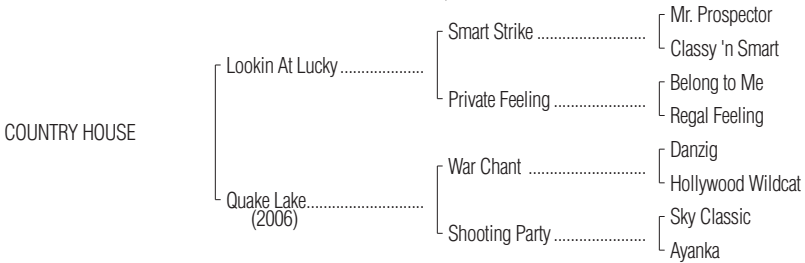 Mr. Prospector
Smart Strike ........................
Classy 'n Smart
Lookin At Lucky ...................
Belong to Me
Private Feeling .....................
Regal Feeling
COUNTRY HOUSE
Danzig
War Chant ..........................
Hollywood Wildcat
Quake Lake..........................
(2006)
Sky Classic
Shooting Party .....................
Ayanka